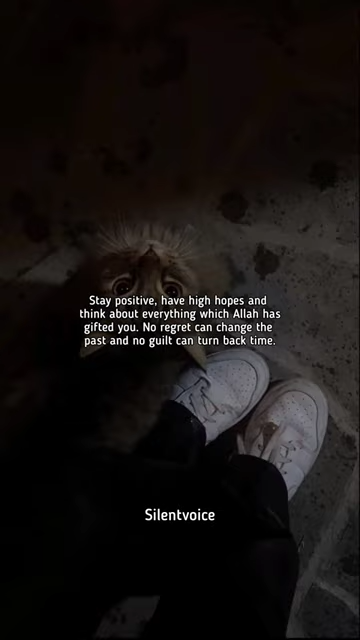 Stay positive, have high hopes and
think about everything which Allah has
gifted you. No regret can change the
past and no guilt can turn back time.
Silentvoice